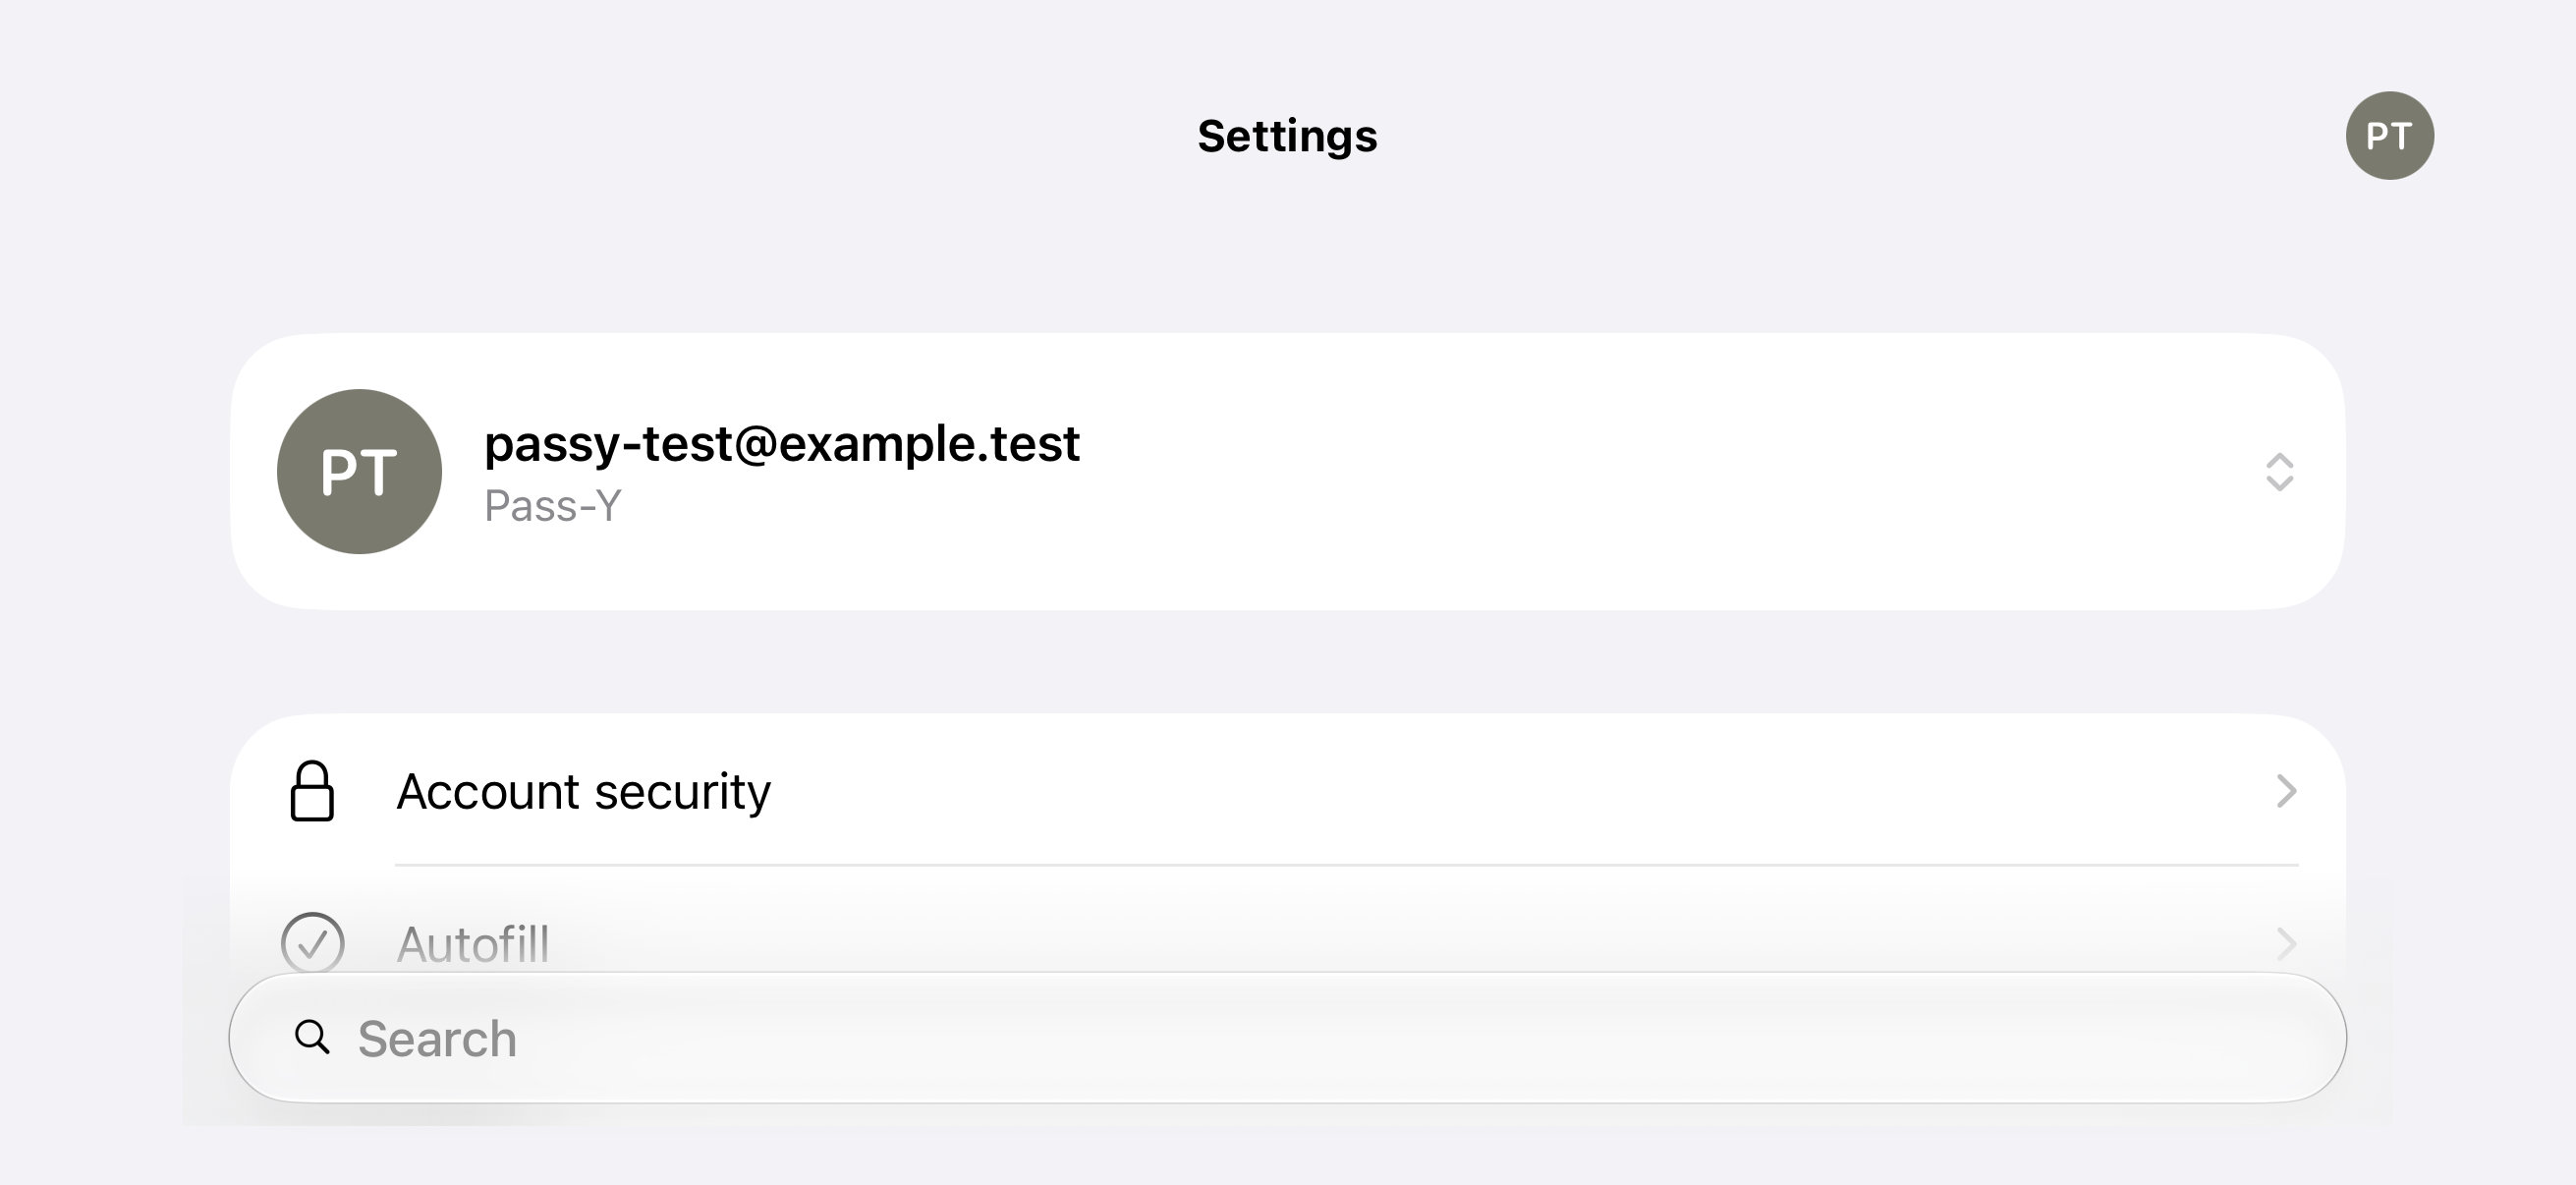 Settings
PT
PT
passy-test@example.test
Pass-Y
Account security
Autofill
Search